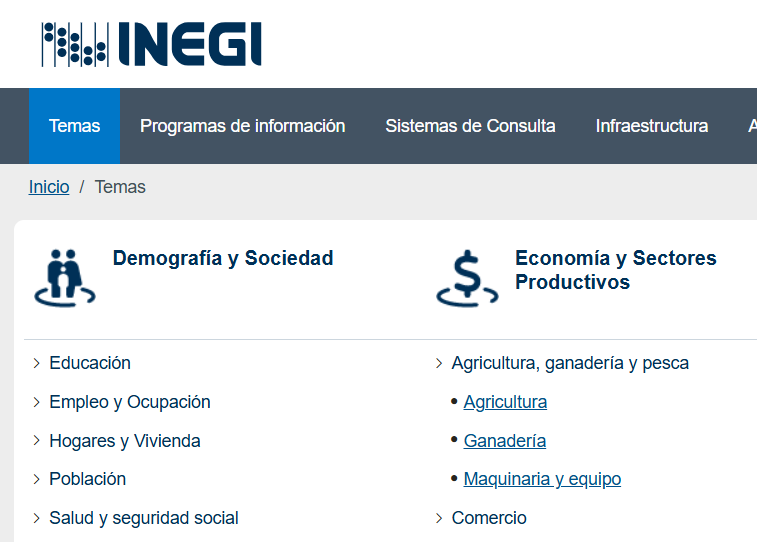 INEGI
Temas
Programas de información
Sistemas de Consulta
Infraestructura
A
Inicio / Temas
Demografía y Sociedad
Educación
Empleo y Ocupación
Hogares y Vivienda
Población
Salud y seguridad social
Economía y Sectores
Productivos
Agricultura, ganadería y pesca
Agricultura
Ganadería
Maquinaria y equipo
Comercio